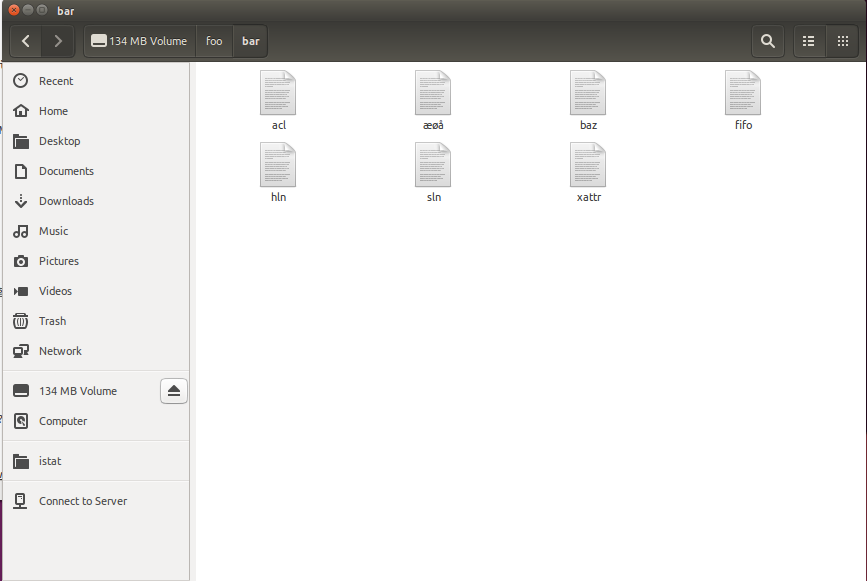 bar
134 MB Volume foo bar
Recent
Home
Desktop
Documents
Downloads
Music
Pictures
Videos
Trash
Network
134 MB Volume
Computer
istat
Connect to Server
acl æøå baz fifo
hln sln xattr